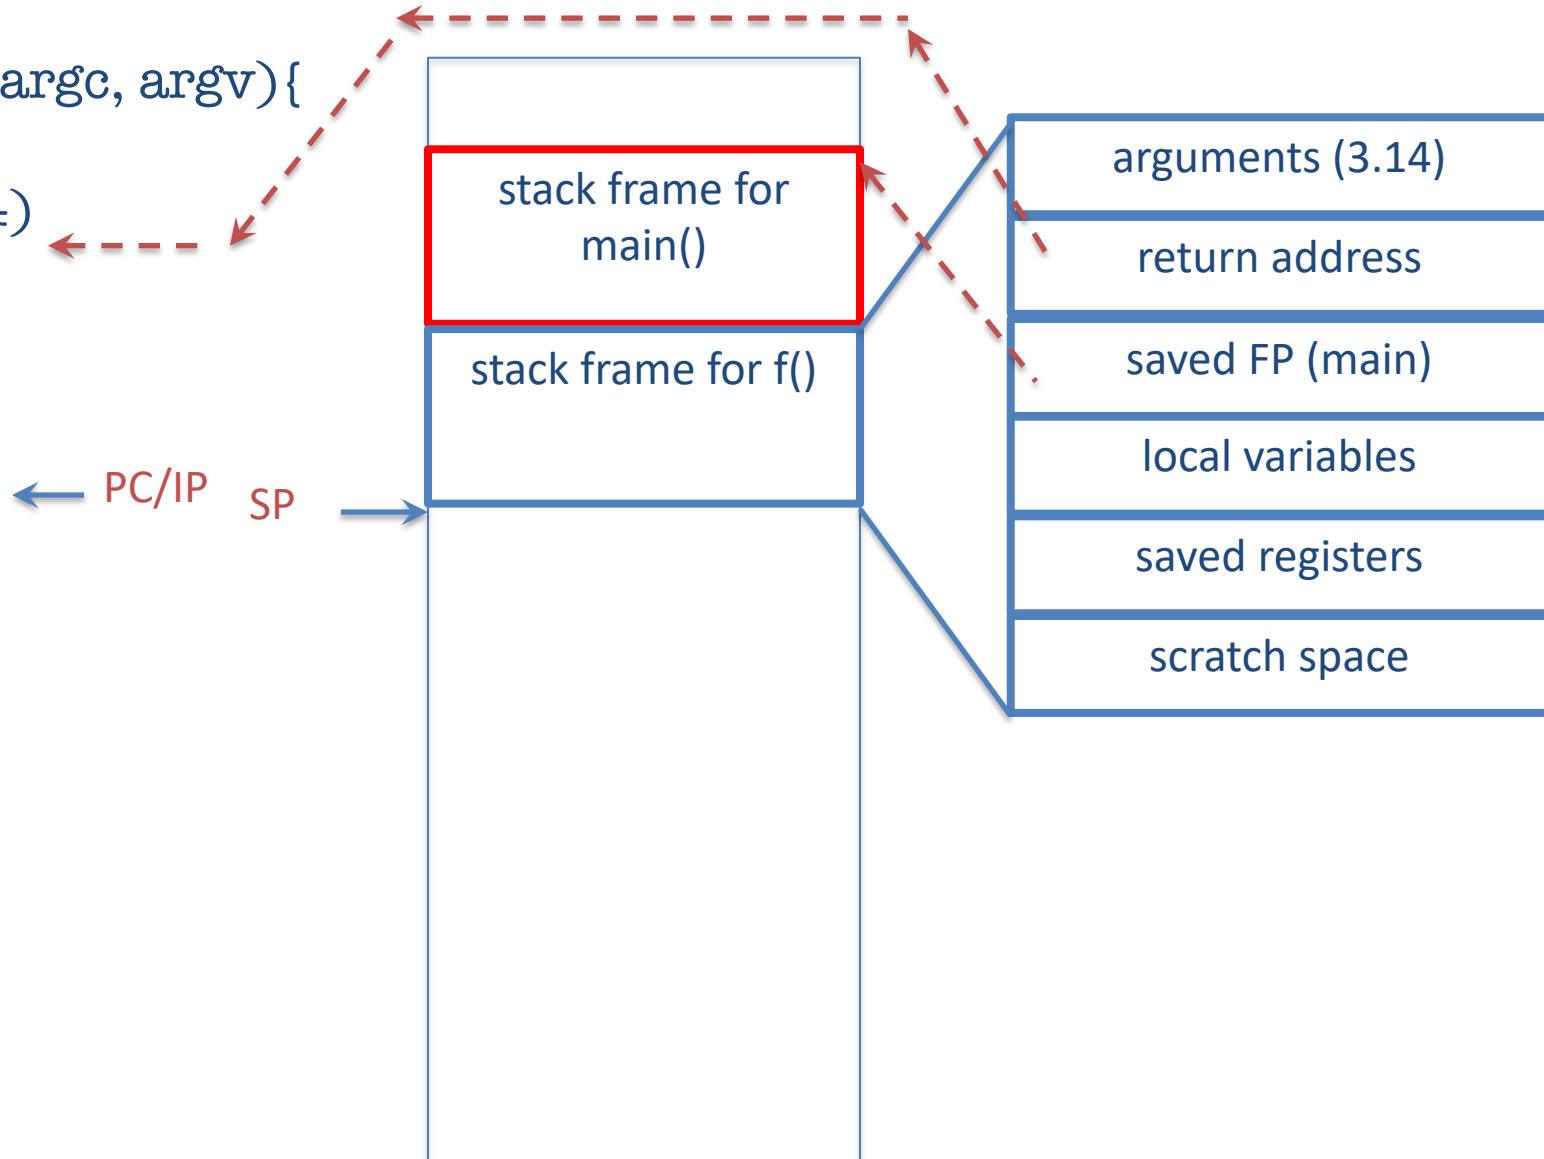 argc, argv){
)
stack frame for
main()
stack frame for f()
PC/IP
SP
arguments (3.14)
return address
saved FP (main)
local variables
saved registers
scratch space